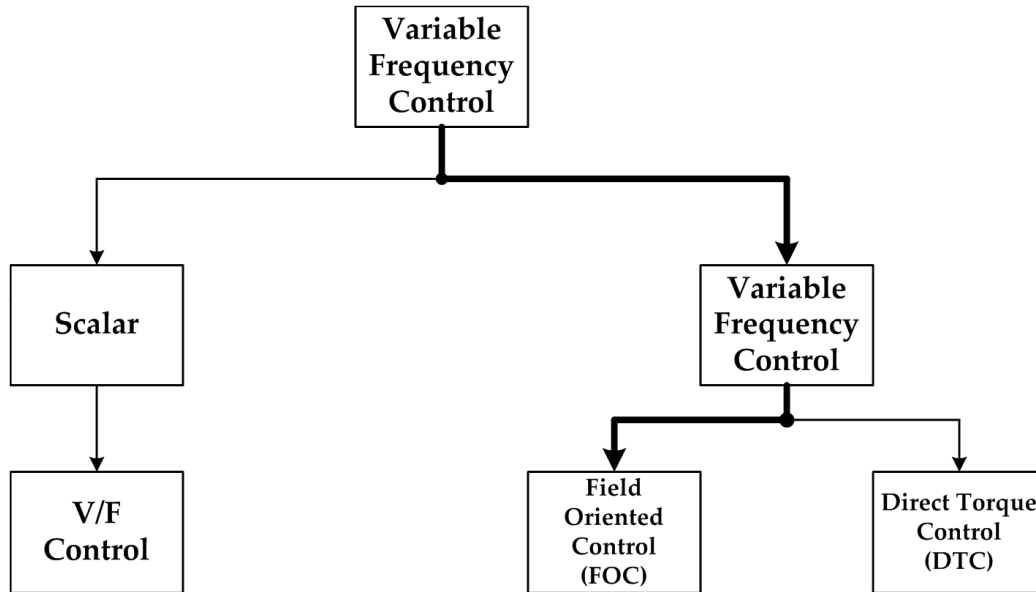 Variable
Frequency
Control
Scalar
Variable
Frequency
Control
V/F
Control
Field
Oriented
Control
(FOC)
Direct Torque
Control
(DTC)